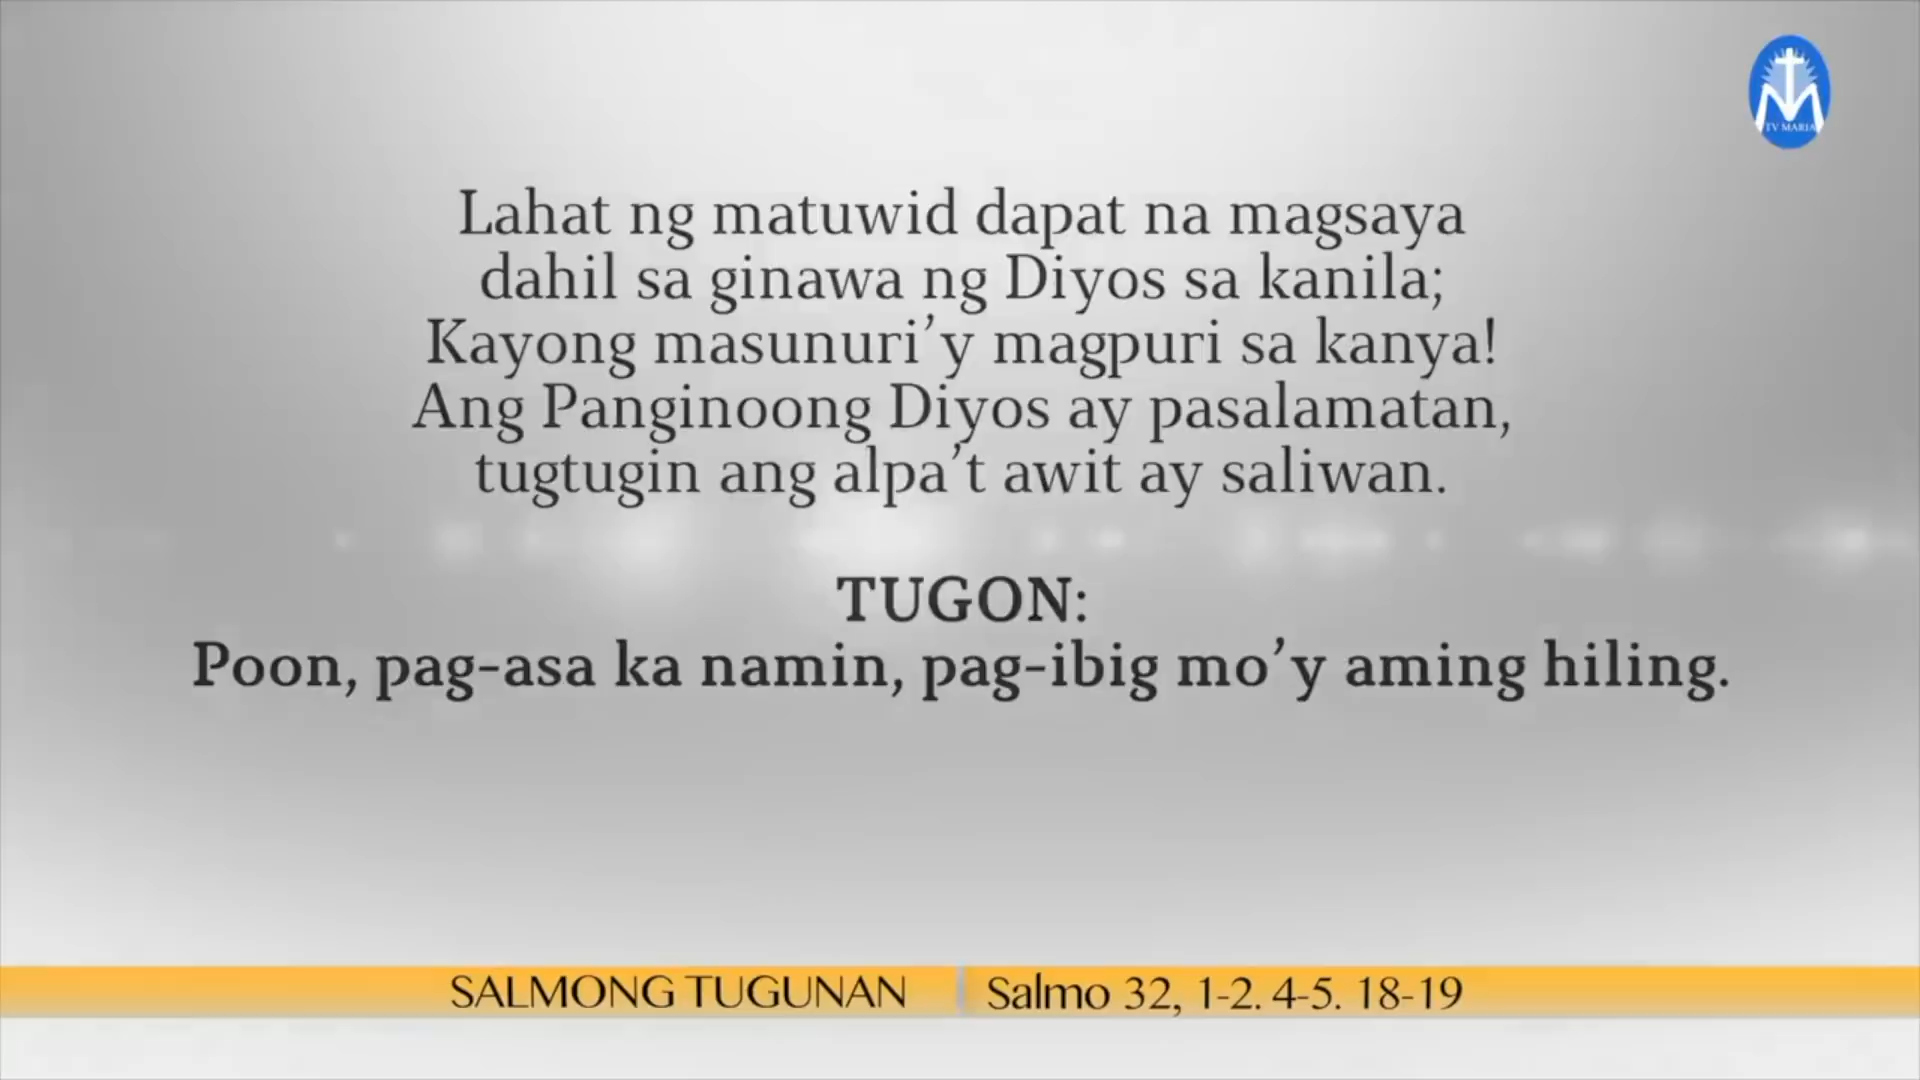 TV MARIA
Lahat ng matuwid dapat na magsaya
dahil sa ginawa ng Diyos sa kanila;
Kayong masunuri’y magpuri sa kanya!
Ang Panginoong Diyos ay pasalamatan,
tugtugin ang alpa’t awit ay saliwan.
TUGON:
Poon, pag-asa ka namin, pag-ibig mo’y aming hiling.
SALMONG TUGUNAN
Salmo 32, 1-2. 4-5. 18-19